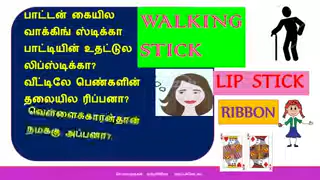 பாட்டன் கையில
வாக்கிங் ஸ்டிக்கா
பாட்டியின் உதட்டுல
லிப்ஸ்டிக்கா?
வீட்டிலே பெண்களின்
தலையில ரிப்பனா?
வெள்ளைக்காரன்தான்
நமக்கு அப்பனா?
WALKING
STICK
LIP STICK
RIBBON